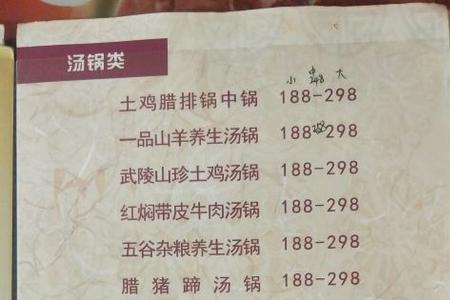 汤锅类
小 中 大
248
土鸡腊排锅中锅 188-298
一品山羊养生汤锅 188-298
武陵山珍土鸡汤锅 188-298
红焖带皮牛肉汤锅 188-298
五谷杂粮养生汤锅 188-298
腊猪蹄汤锅 188-298